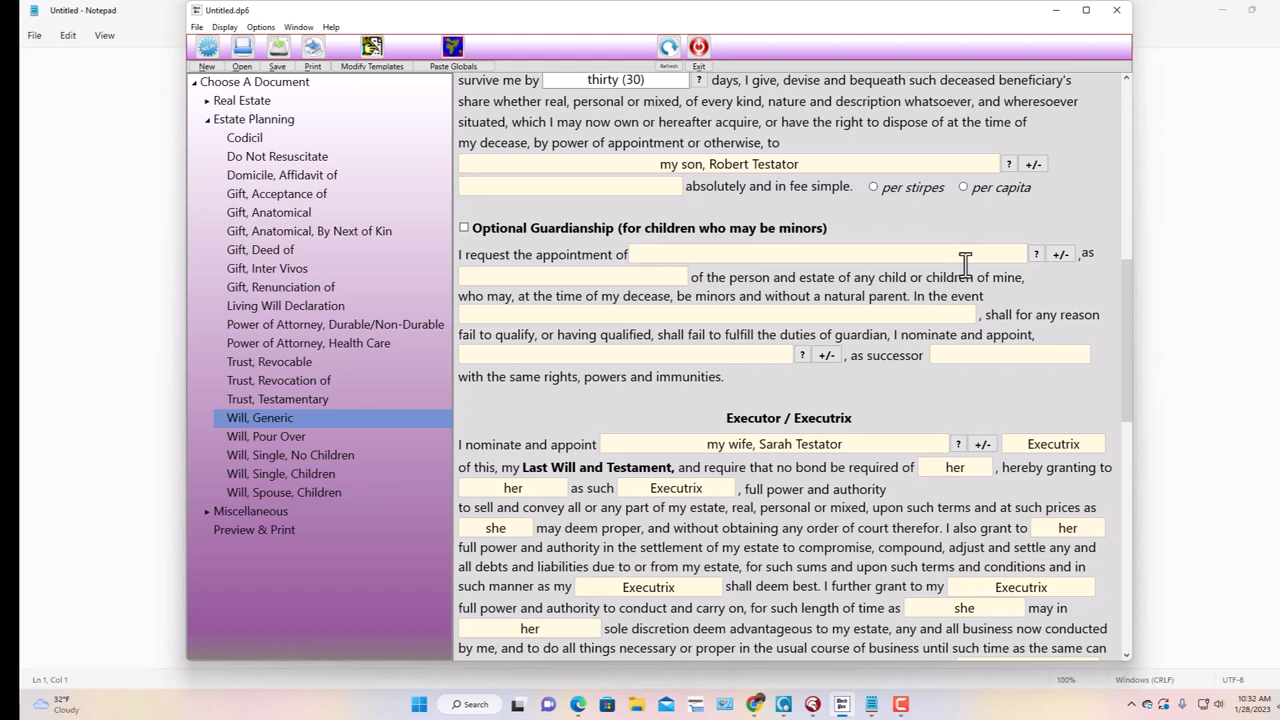 Untitled - Notepad
File Edit View
Untitled.dp6
File Display Options Window Help
New Open Save Print Modify Templates Paste Globals Refresh Exit
Choose A Document
Real Estate
Estate Planning
Codicil
Do Not Resuscitate
Domicile, Affidavit of
Gift, Acceptance of
Gift, Anatomical
Gift, Anatomical, By Next of Kin
Gift, Deed of
Gift, Inter Vivos
Gift, Renunciation of
Living Will Declaration
Power of Attorney, Durable/Non-Durable
Power of Attorney, Health Care
Trust, Revocable
Trust, Revocation of
Trust, Testamentary
Will, Generic
Will, Pour Over
Will, Single, No Children
Will, Single, Children
Will, Spouse, Children
Miscellaneous
Preview & Print
survive me by thirty (30) ? days, I give, devise and bequeath such deceased beneficiary's
share whether real, personal or mixed, of every kind, nature and description whatsoever, and wheresoever
situated, which I may now own or hereafter acquire, or have the right to dispose of at the time of
my decease, by power of appointment or otherwise, to
my son, Robert Testator ? +/-
absolutely and in fee simple. per stirpes per capita
Optional Guardianship (for children who may be minors)
I request the appointment of ? +/- ,as
of the person and estate of any child or children of mine,
who may, at the time of my decease, be minors and without a natural parent. In the event
, shall for any reason
fail to qualify, or having qualified, shall fail to fulfill the duties of guardian, I nominate and appoint,
? +/- , as successor
with the same rights, powers and immunities.
Executor / Executrix
I nominate and appoint my wife, Sarah Testator ? +/- Executrix
of this, my Last Will and Testament, and require that no bond be required of her , hereby granting to
her as such Executrix , full power and authority
to sell and convey all or any part of my estate, real, personal or mixed, upon such terms and at such prices as
she may deem proper, and without obtaining any order of court therefor. I also grant to her
full power and authority in the settlement of my estate to compromise, compound, adjust and settle any and
all debts and liabilities due to or from my estate, for such sums and upon such terms and conditions and in
such manner as my Executrix shall deem best. I further grant to my Executrix
full power and authority to conduct and carry on, for such length of time as she may in
her sole discretion deem advantageous to my estate, any and all business now conducted
by me, and to do all things necessary or proper in the usual course of business until such time as the same can
Ln 1, Col 1 100% Windows (CRLF) UTF-8
32°F
Cloudy
Search
10:32 AM
1/28/2023